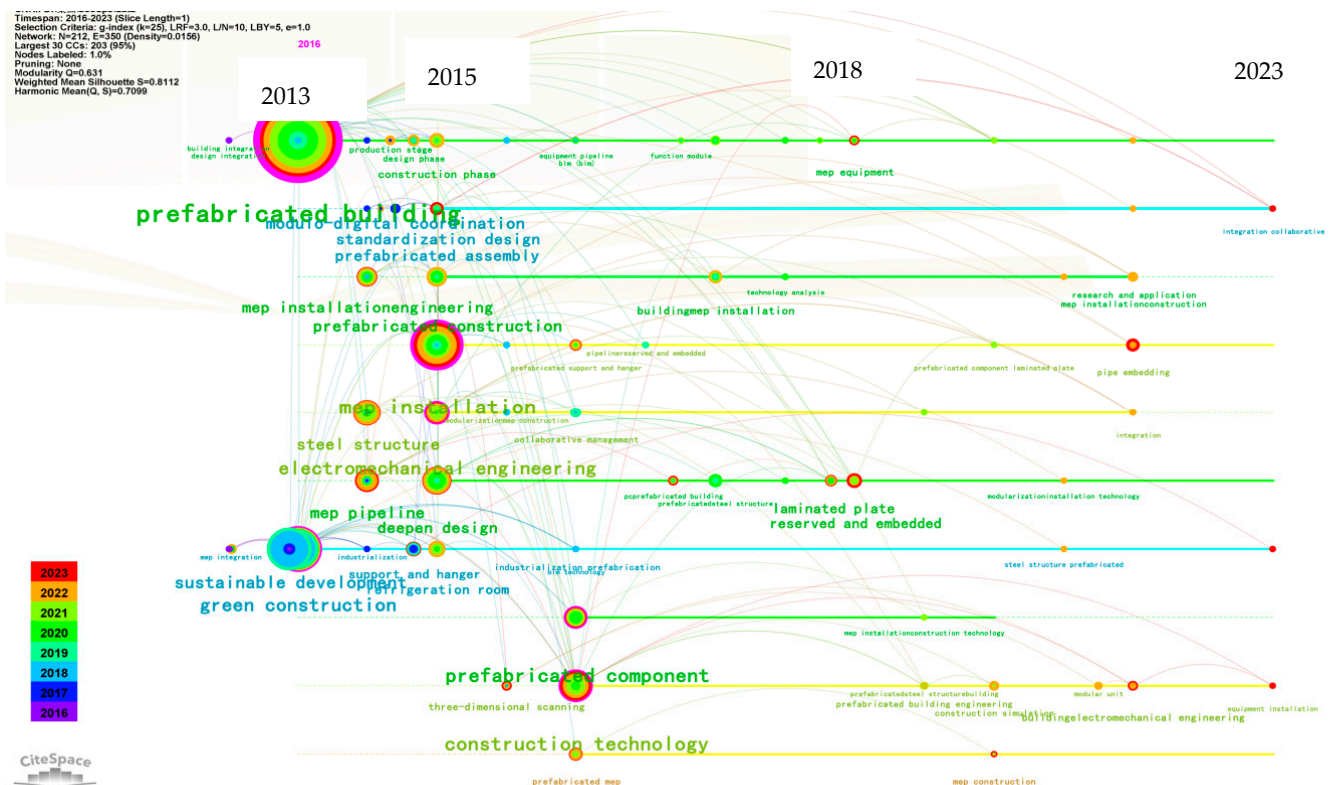 Timespan: 2016-2023 (Slice Length=1)
Selection Criteria: g-index (k=25), LRF=3.0, L/N=10, LBY=5, e=1.0
Network: N=212, E=350 (Density=0.0156)
Largest 30 CCs: 203 (95%)
Nodes Labeled: 1.0%
Pruning: None
Modularity Q=0.631
Weighted Mean Silhouette S=0.8112
Harmonic Mean(Q, S)=0.7099
2016
2013
2015
2018
2023
building integration
design integration
production stage
design phase
construction phase
equipment pipeline
bim (bim)
function module
mep equipment
prefabricated building
modulo-digital coordination
standardization design
prefabricated assembly
integration collaborative
mep installationengineering
prefabricated construction
buildingmep installation
technology analysis
research and application
mep installationconstruction
pipelinereserved and embedded
prefabricated support and hanger
prefabricated component laminated plate
pipe embedding
mep installation
modularizationmep construction
steel structure
collaborative management
integration
electromechanical engineering
mep pipeline
deepen design
pcprefabricated building
prefabricatedsteel structure
laminated plate
reserved and embedded
modularizationinstallation technology
mep integration
industrialization
support and hanger
refrigeration room
industrialization prefabrication
bim technology
steel structure prefabricated
sustainable development
green construction
mep installationconstruction technology
prefabricated component
three-dimensional scanning
prefabricatedsteel structurebuilding
prefabricated building engineering
construction simulation
modular unit
buildingelectromechanical engineering
equipment installation
construction technology
prefabricated mep
mep construction
2023
2022
2021
2020
2019
2018
2017
2016
CiteSpace